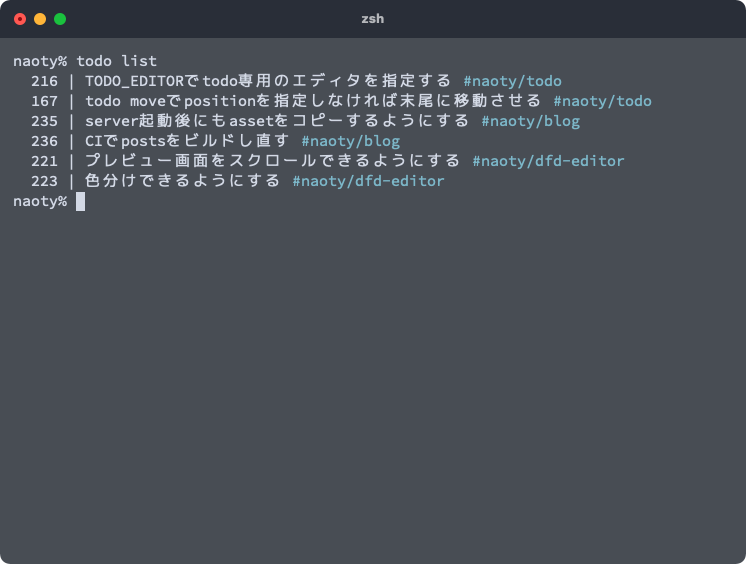 zsh
naoty% todo list
216 | TODO_EDITORでtodo専用のエディタを指定する #naoty/todo
167 | todo moveでpositionを指定しなければ末尾に移動させる #naoty/todo
235 | server起動後にもassetをコピーするようにする #naoty/blog
236 | CIでpostsをビルドし直す #naoty/blog
221 | プレビュー画面をスクロールできるようにする #naoty/dfd-editor
223 | 色分けできるようにする #naoty/dfd-editor
naoty%